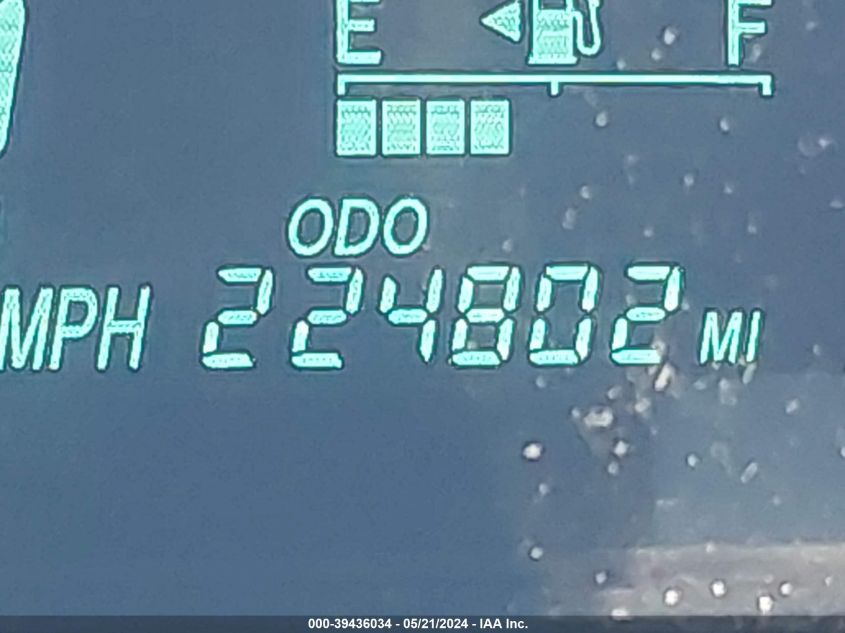 E F
ODO
MPH 224802 MI
000-39436034 - 05/21/2024 - IAA Inc.